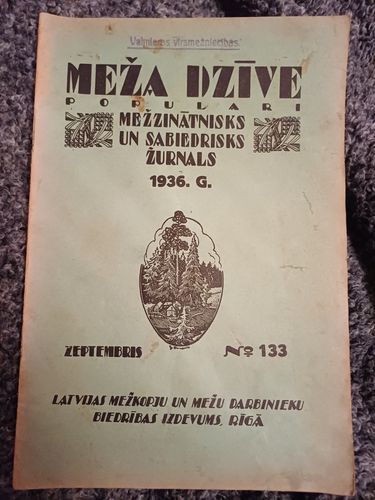 Valmieras virsmežniecības.
MEŽA DZĪVE
POPULARI
MEŽZINĀTNISKS
UN SABIEDRISKS
ŽURNALS
1936. G.
ZEPTEMBRIS № 133
LATVIJAS MEŽKOPJU UN MEŽU DARBINIEKU
BIEDRĪBAS IZDEVUMS, RĪGĀ